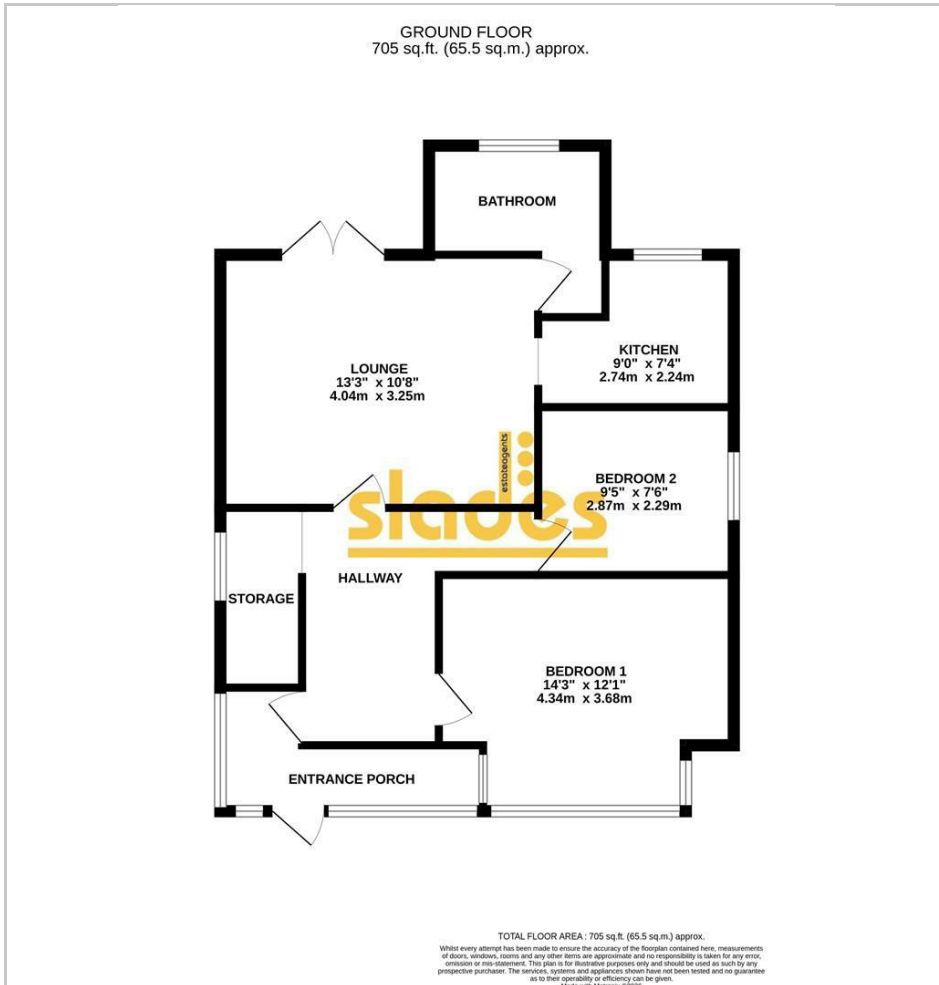 GROUND FLOOR
705 sq.ft. (65.5 sq.m.) approx.
BATHROOM
KITCHEN
9'0" x 7'4"
2.74m x 2.24m
LOUNGE
13'3" x 10'8"
4.04m x 3.25m
estateagents
slades
BEDROOM 2
9'5" x 7'6"
2.87m x 2.29m
HALLWAY
STORAGE
BEDROOM 1
14'3" x 12'1"
4.34m x 3.68m
ENTRANCE PORCH
TOTAL FLOOR AREA : 705 sq.ft. (65.5 sq.m.) approx.
Whilst every attempt has been made to ensure the accuracy of the floorplan contained here, measurements
of doors, windows, rooms and any other items are approximate and no responsibility is taken for any error,
omission or mis-statement. This plan is for illustrative purposes only and should be used as such by any
prospective purchaser. The services, systems and appliances shown have not been tested and no guarantee
as to their operability or efficiency can be given.